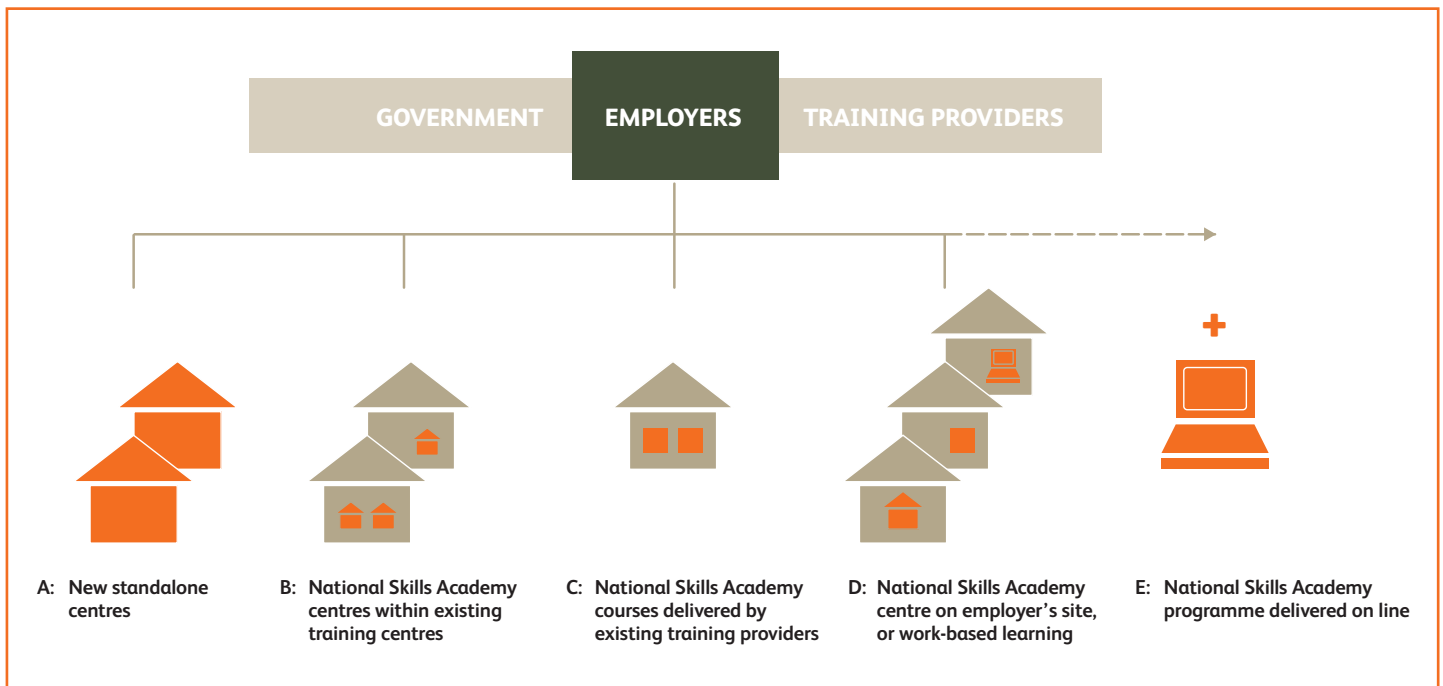 GOVERNMENT
EMPLOYERS
TRAINING PROVIDERS
A: New standalone
centres
B: National Skills Academy
centres within existing
training centres
C: National Skills Academy
courses delivered by
existing training providers
D: National Skills Academy
centre on employer’s site,
or work-based learning
E: National Skills Academy
programme delivered on line